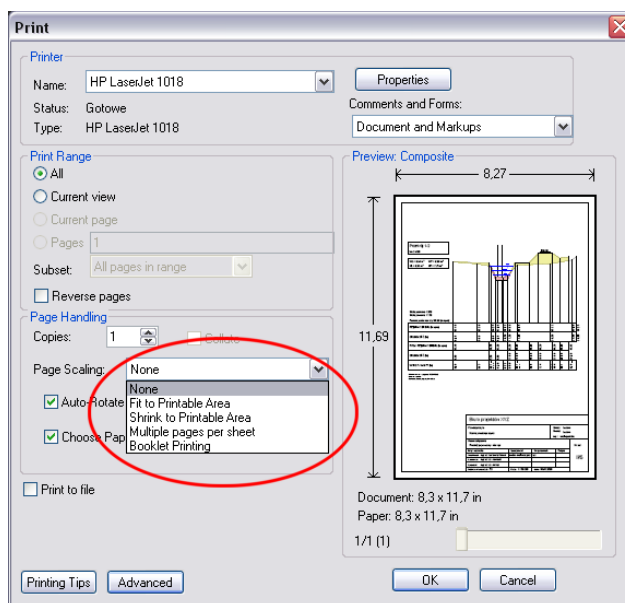 Print
Printer
Name: HP LaserJet 1018
Properties
Status: Gotowe
Type: HP LaserJet 1018
Comments and Forms:
Document and Markups
Print Range
All
Current view
Current page
Pages 1
Subset: All pages in range
Reverse pages
Page Handling
Copies: 1
Collate
Page Scaling: None
None
Fit to Printable Area
Shrink to Printable Area
Multiple pages per sheet
Booklet Printing
Auto-Rotate
Choose Pap
Print to file
Preview: Composite
8,27
11,69
Document: 8,3 x 11,7 in
Paper: 8,3 x 11,7 in
1/1 (1)
Printing Tips
Advanced
OK
Cancel